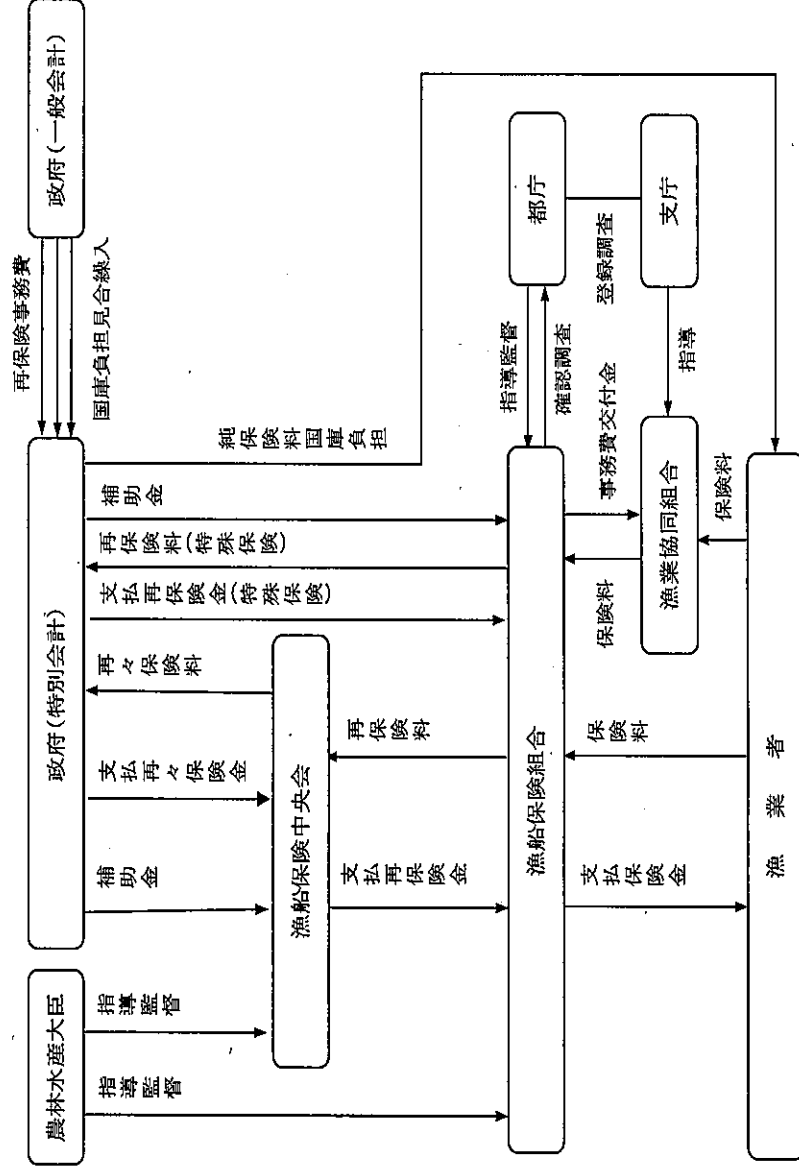 農林水産大臣
政府(特別会計)
政府(一般会計)
再保険事務費
国庫負担見合繰入
指導監督
指導監督
補助金
支払再々保険金
再々保険料
支払再保険金(特殊保険)
再保険料(特殊保険)
補助金
純保険料国庫負担
漁船保険中央会
支払再保険金
再保険料
指導監督
確認調査
都庁
漁船保険組合
登録調査
支払保険金
保険料
保険料
事務費交付金
漁業協同組合
指導
支庁
保険料
漁業者